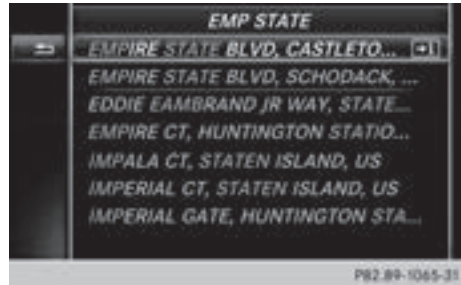 EMP STATE
EMPIRE STATE BLVD, CASTLETO...
EMPIRE STATE BLVD, SCHODACK, ...
EDDIE EAMBRAND JR WAY, STATE...
EMPIRE CT, HUNTINGTON STATIO...
IMPALA CT, STATEN ISLAND, US
IMPERIAL CT, STATEN ISLAND, US
IMPERIAL GATE, HUNTINGTON STA...
P82.89-1065-31